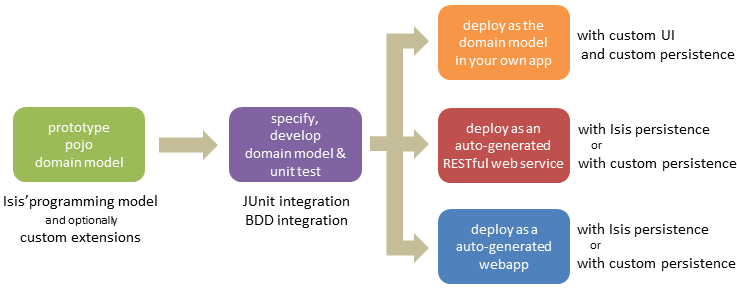 prototype
pojo
domain model
Isis' programming model
and optionally
custom extensions
specify,
develop
domain model &
unit test
JUnit integration
BDD integration
deploy as the
domain model
in your own app
with custom UI
and custom persistence
deploy as an
auto-generated
RESTful web service
with Isis persistence
or
with custom persistence
deploy as a
auto-generated
webapp
with Isis persistence
or
with custom persistence